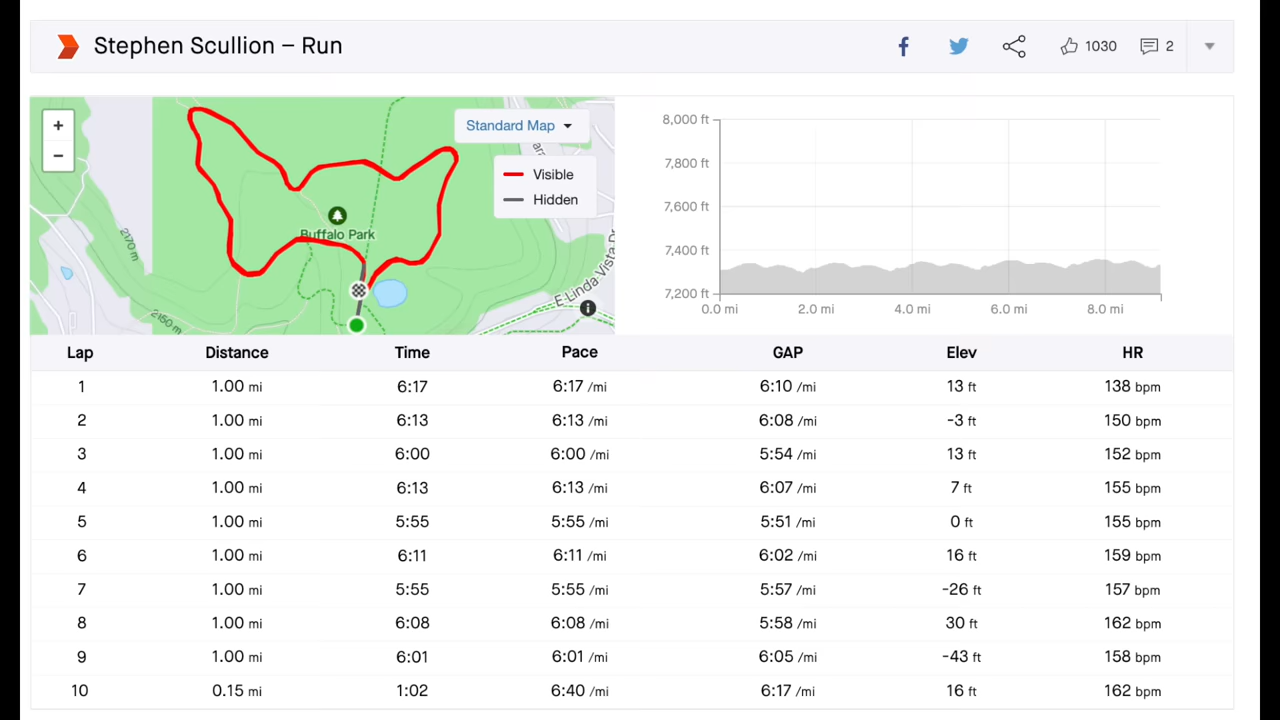 Stephen Scullion – Run
1030
2
+
−
Standard Map
Visible
Hidden
Buffalo Park
2170 m
2150 m
E Linda Vista Dr
8,000 ft
7,800 ft
7,600 ft
7,400 ft
7,200 ft
0.0 mi 2.0 mi 4.0 mi 6.0 mi 8.0 mi
Lap Distance Time Pace GAP Elev HR
1 1.00 mi 6:17 6:17 /mi 6:10 /mi 13 ft 138 bpm
2 1.00 mi 6:13 6:13 /mi 6:08 /mi -3 ft 150 bpm
3 1.00 mi 6:00 6:00 /mi 5:54 /mi 13 ft 152 bpm
4 1.00 mi 6:13 6:13 /mi 6:07 /mi 7 ft 155 bpm
5 1.00 mi 5:55 5:55 /mi 5:51 /mi 0 ft 155 bpm
6 1.00 mi 6:11 6:11 /mi 6:02 /mi 16 ft 159 bpm
7 1.00 mi 5:55 5:55 /mi 5:57 /mi -26 ft 157 bpm
8 1.00 mi 6:08 6:08 /mi 5:58 /mi 30 ft 162 bpm
9 1.00 mi 6:01 6:01 /mi 6:05 /mi -43 ft 158 bpm
10 0.15 mi 1:02 6:40 /mi 6:17 /mi 16 ft 162 bpm